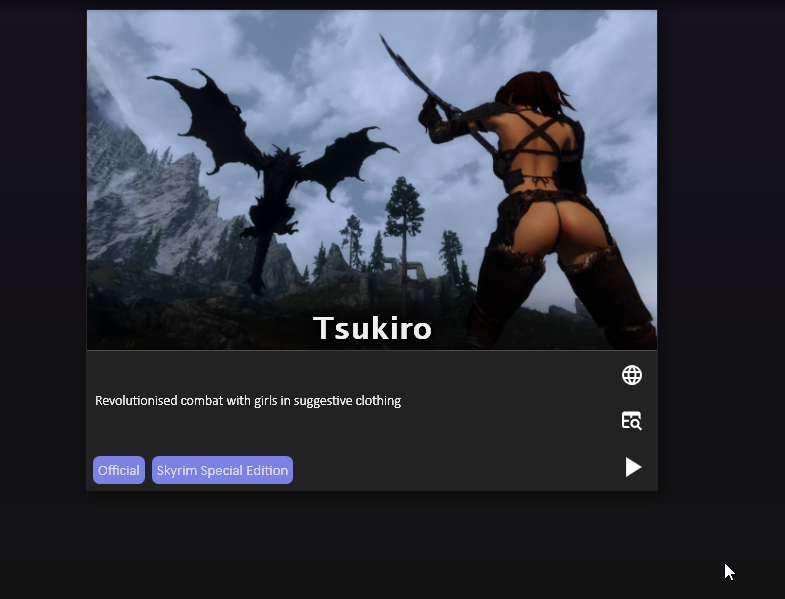 Tsukiro
Revolutionised combat with girls in suggestive clothing
Official
Skyrim Special Edition